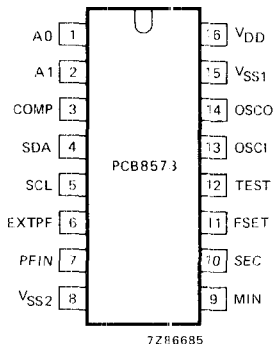 A0 1 16 VDD
A1 2 15 VSS1
COMP 3 14 OSCO
SDA 4 13 OSCI
PCB8573
SCL 5 12 TEST
EXTPF 6 11 FSET
PFIN 7 10 SEC
VSS2 8 9 MIN
7Z86685